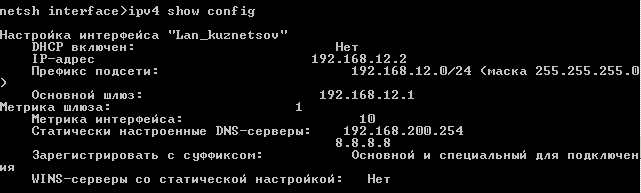 netsh interface>ipv4 show config
Настройка интерфейса "Lan_kuznetsov"
DHCP включен: Нет
IP-адрес 192.168.12.2
Префикс подсети: 192.168.12.0/24 (маска 255.255.255.0
)
Основной шлюз: 192.168.12.1
Метрика шлюза: 1
Метрика интерфейса: 10
Статически настроенные DNS-серверы: 192.168.200.254
8.8.8.8
Зарегистрировать с суффиксом: Основной и специальный для подключен
ия
WINS-серверы со статической настройкой: Нет